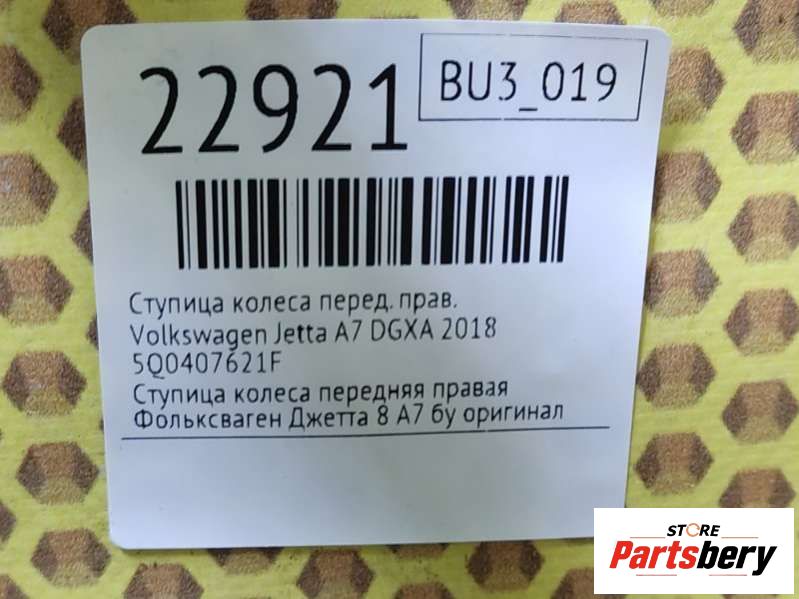 22921
BU3_019
Ступица колеса перед. прав.
Volkswagen Jetta A7 DGXA 2018
5Q0407621F
Ступица колеса передняя правая
Фольксваген Джетта 8 А7 бу оригинал
STORE
Partsbery